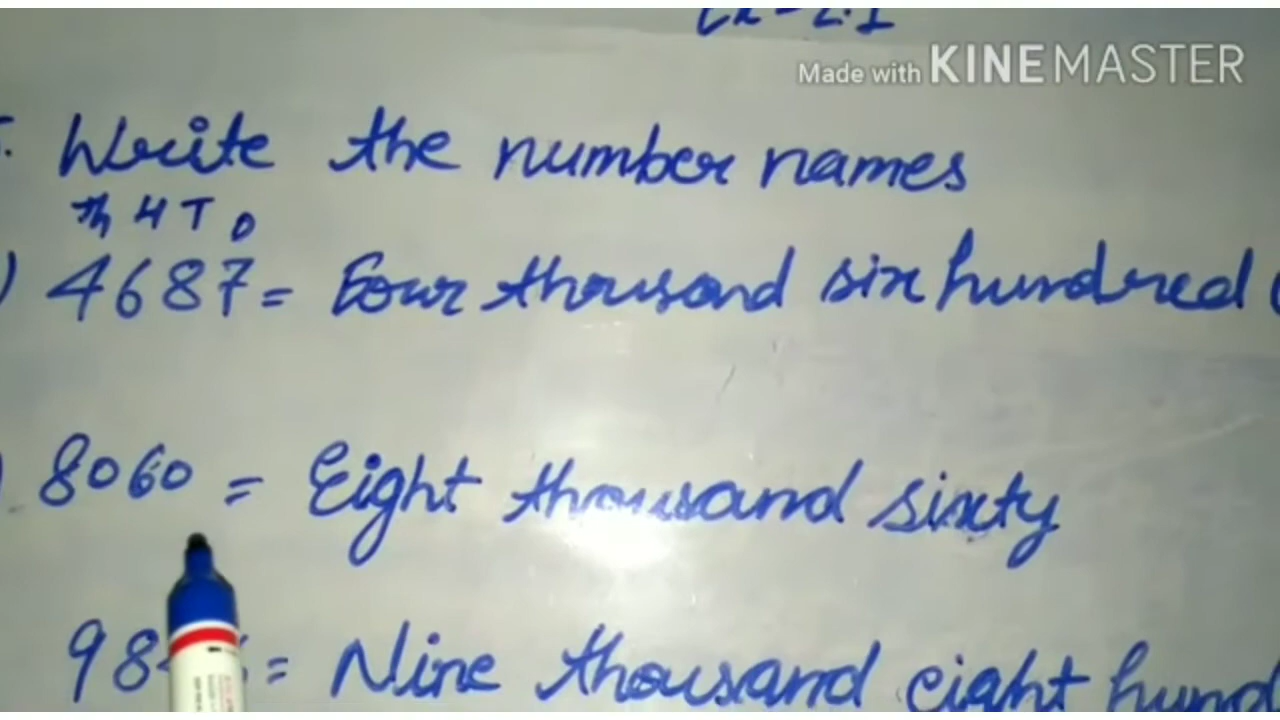 Made with KINEMASTER
Write the number names
Th H T O
) 4687 = Four thousand six hundred
8060 = Eight thousand sixty
= Nine thousand eight